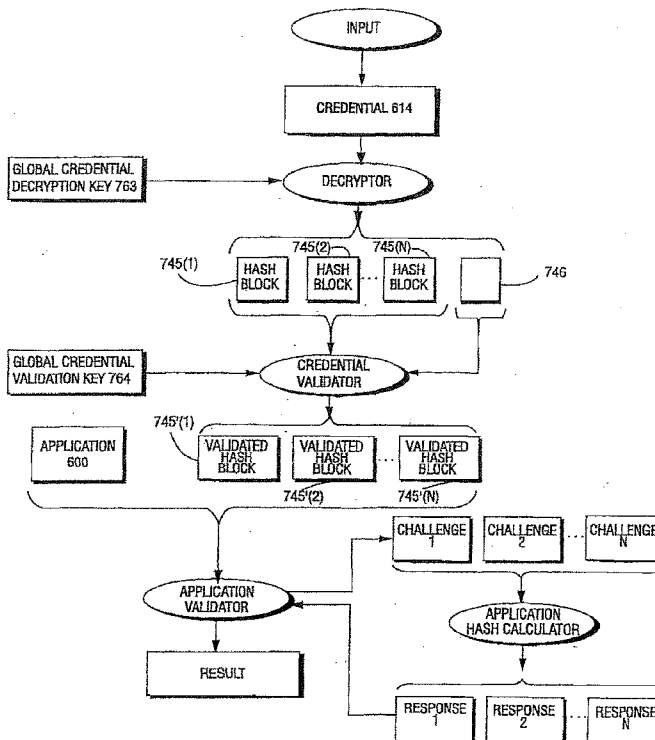 INPUT
CREDENTIAL 614
GLOBAL CREDENTIAL
DECRYPTION KEY 763
DECRYPTOR
745(1)
745(2)
745(N)
HASH
BLOCK
HASH
BLOCK
HASH
BLOCK
746
GLOBAL CREDENTIAL
VALIDATION KEY 764
CREDENTIAL
VALIDATOR
745'(1)
APPLICATION
600
VALIDATED
HASH
BLOCK
VALIDATED
HASH
BLOCK
VALIDATED
HASH
BLOCK
745'(2)
745'(N)
CHALLENGE
1
CHALLENGE
2
CHALLENGE
N
APPLICATION
VALIDATOR
APPLICATION
HASH CALCULATOR
RESULT
RESPONSE
1
RESPONSE
2
RESPONSE
N